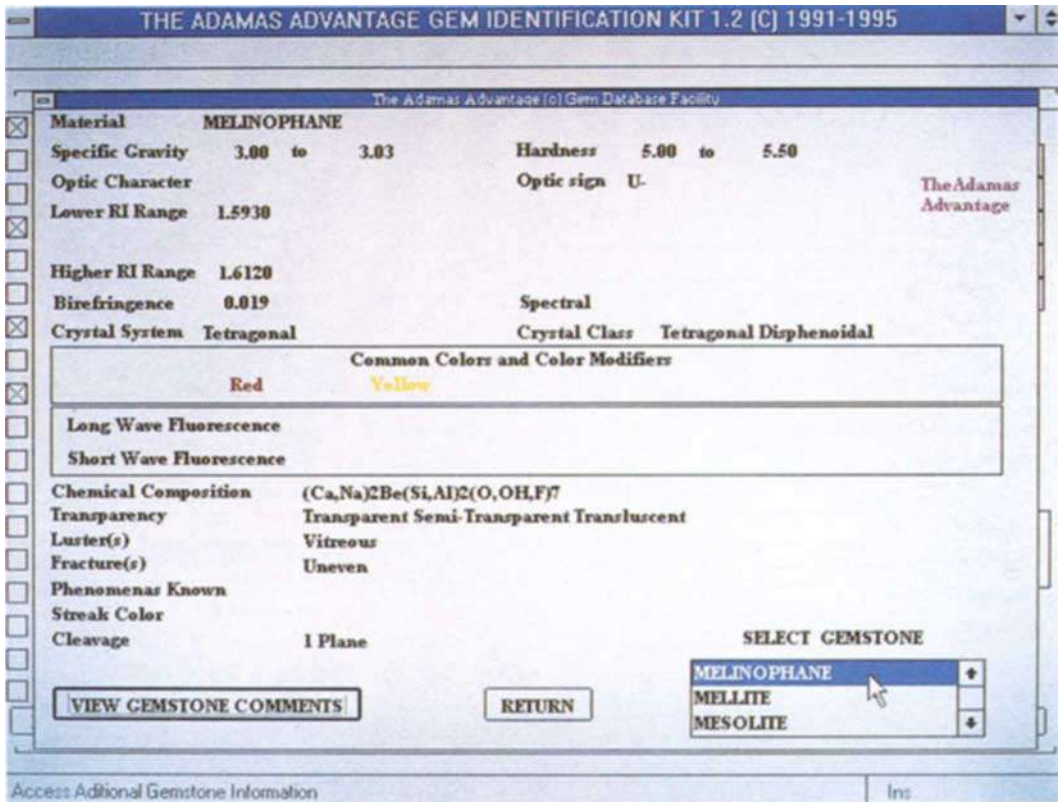 THE ADAMAS ADVANTAGE GEM IDENTIFICATION KIT 1.2 (C) 1991-1995
The Adamas Advantage (c) Gem Database Facility
Material MELINOPHANE
Specific Gravity 3.00 to 3.03 Hardness 5.00 to 5.50
Optic Character Optic sign U-
The Adamas
Advantage
Lower RI Range 1.5930
Higher RI Range 1.6120
Birefringence 0.019 Spectral
Crystal System Tetragonal Crystal Class Tetragonal Disphenoidal
Common Colors and Color Modifiers
Red Yellow
Long Wave Fluorescence
Short Wave Fluorescence
Chemical Composition (Ca,Na)2Be(Si,Al)2(O,OH,F)7
Transparency Transparent Semi-Transparent Transluscent
Luster(s) Vitreous
Fracture(s) Uneven
Phenomenas Known
Streak Color
Cleavage 1 Plane
SELECT GEMSTONE
MELINOPHANE
MELLITE
MESOLITE
VIEW GEMSTONE COMMENTS RETURN
Access Aditional Gemstone Information Ins